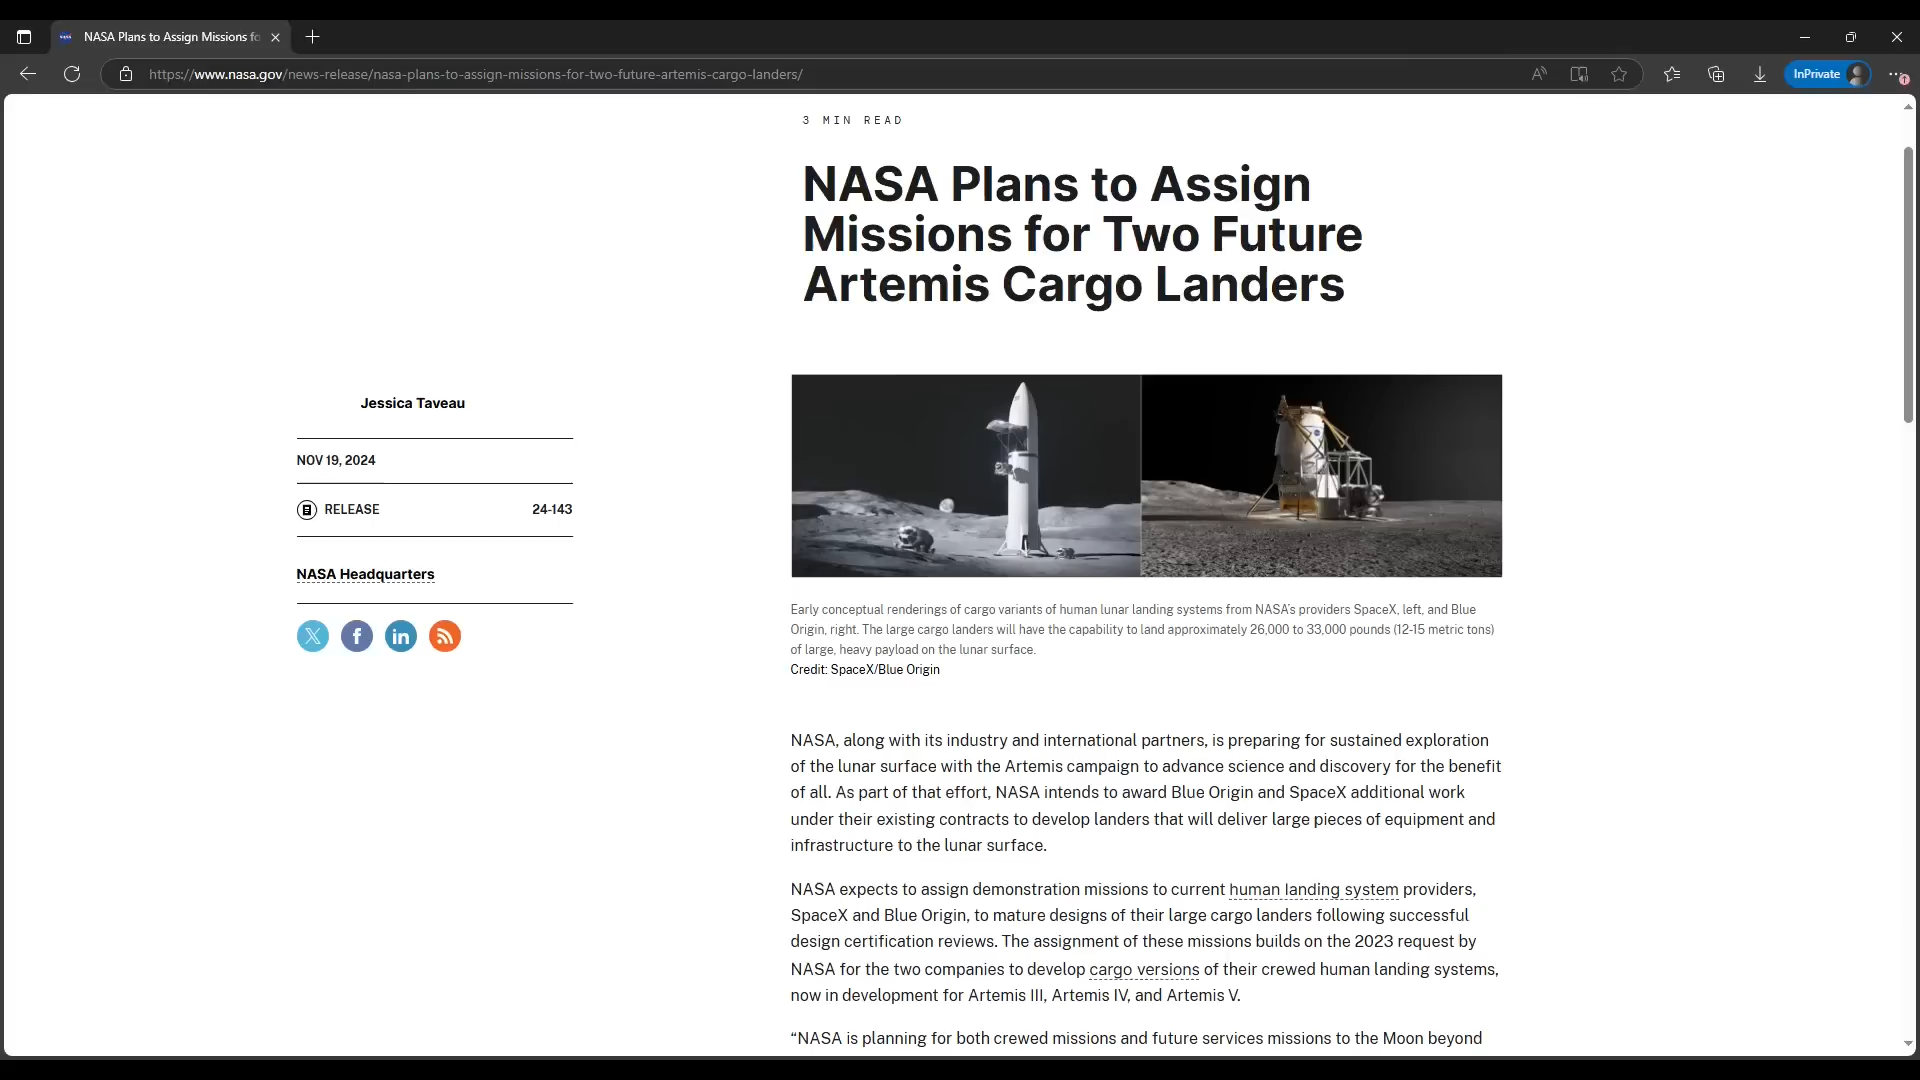 NASA Plans to Assign Missions fo
https://www.nasa.gov/news-release/nasa-plans-to-assign-missions-for-two-future-artemis-cargo-landers/
InPrivate
3 MIN READ
NASA Plans to Assign
Missions for Two Future
Artemis Cargo Landers
Jessica Taveau
NOV 19, 2024
RELEASE 24-143
NASA Headquarters
Early conceptual renderings of cargo variants of human lunar landing systems from NASA's providers SpaceX, left, and Blue
Origin, right. The large cargo landers will have the capability to land approximately 26,000 to 33,000 pounds (12-15 metric tons)
of large, heavy payload on the lunar surface.
Credit: SpaceX/Blue Origin
NASA, along with its industry and international partners, is preparing for sustained exploration
of the lunar surface with the Artemis campaign to advance science and discovery for the benefit
of all. As part of that effort, NASA intends to award Blue Origin and SpaceX additional work
under their existing contracts to develop landers that will deliver large pieces of equipment and
infrastructure to the lunar surface.
NASA expects to assign demonstration missions to current human landing system providers,
SpaceX and Blue Origin, to mature designs of their large cargo landers following successful
design certification reviews. The assignment of these missions builds on the 2023 request by
NASA for the two companies to develop cargo versions of their crewed human landing systems,
now in development for Artemis III, Artemis IV, and Artemis V.
“NASA is planning for both crewed missions and future services missions to the Moon beyond